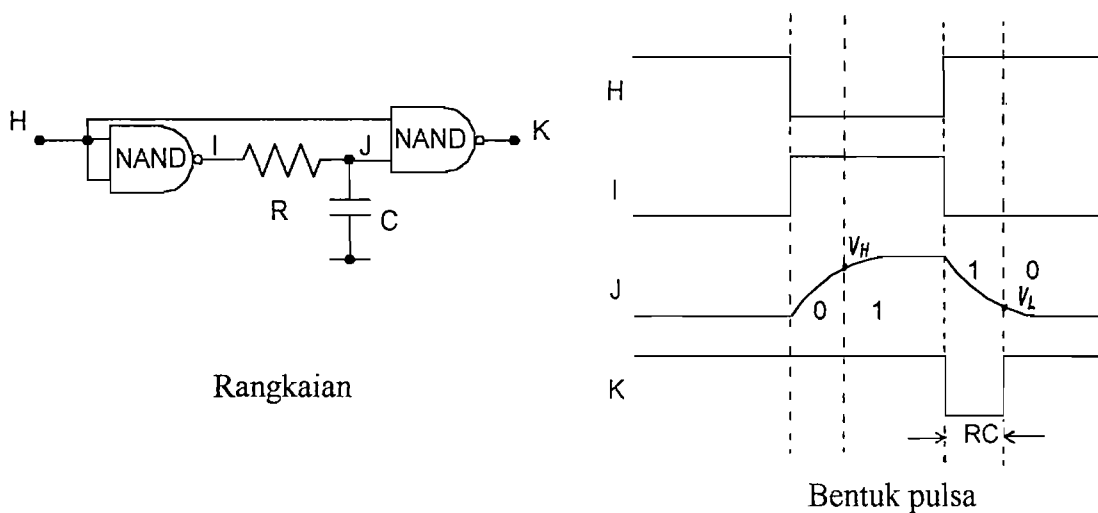 H
NAND
I
R
J
C
NAND
K
Rangkaian
H
I
J
V_H
0 1
1 0
V_L
K
RC
Bentuk pulsa